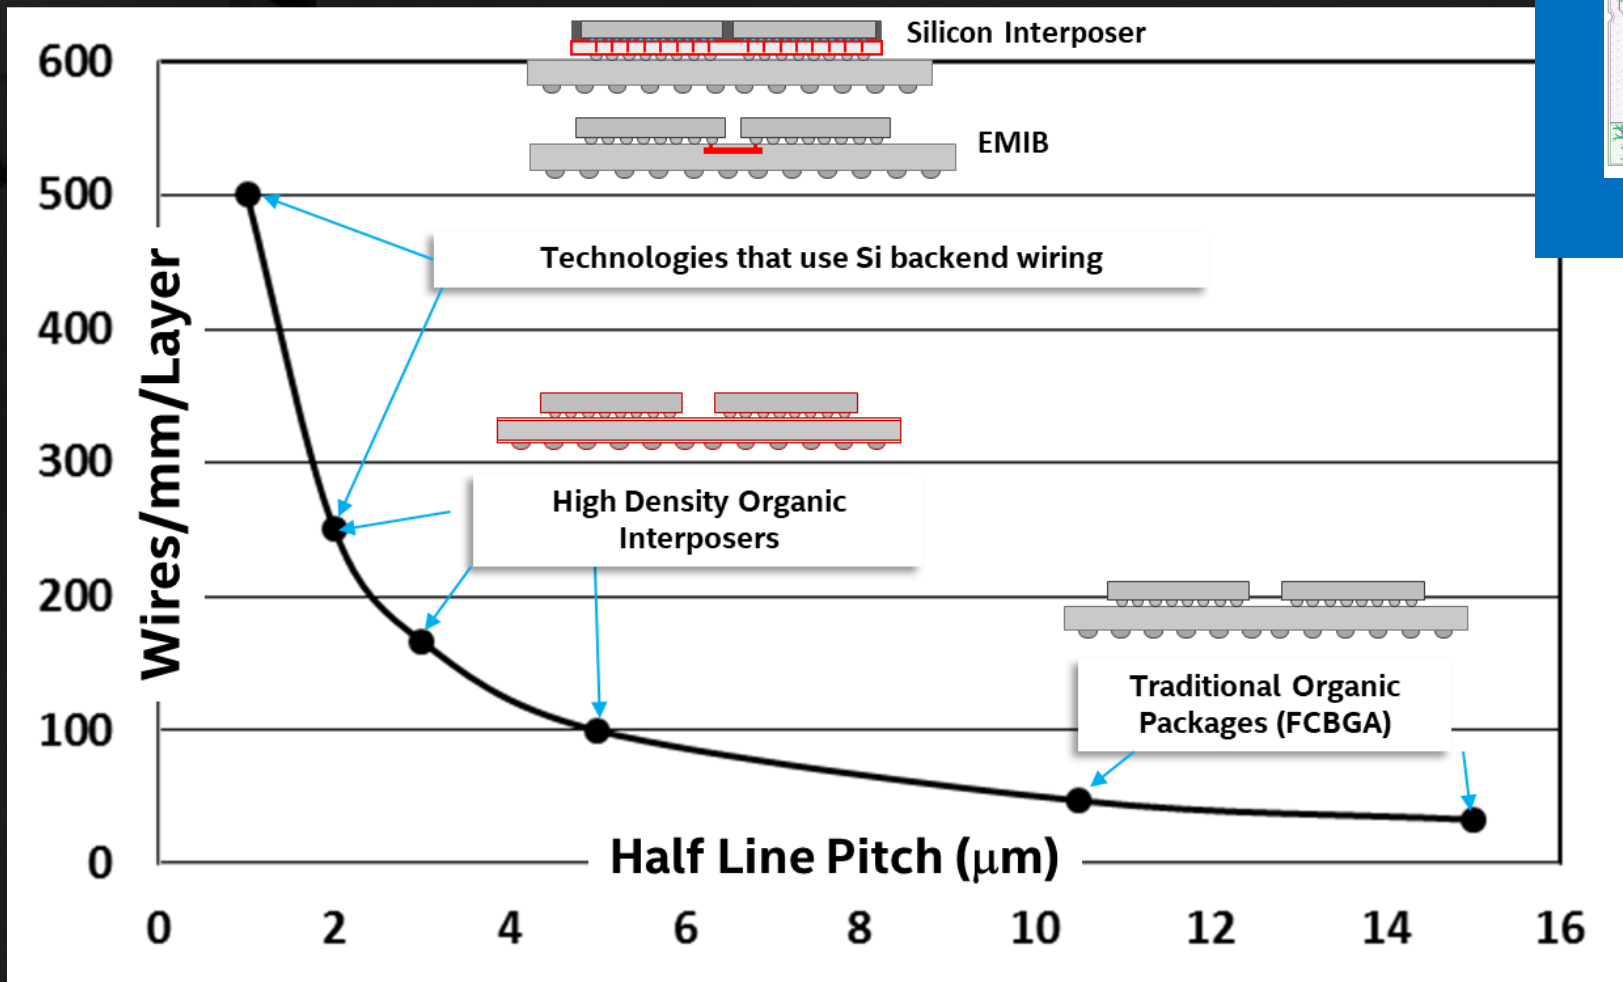 Silicon Interposer
EMIB
Technologies that use Si backend wiring
High Density Organic
Interposers
Traditional Organic
Packages (FCBGA)
Wires/mm/Layer
600
500
400
300
200
100
0
Half Line Pitch (μm)
0 2 4 6 8 10 12 14 16